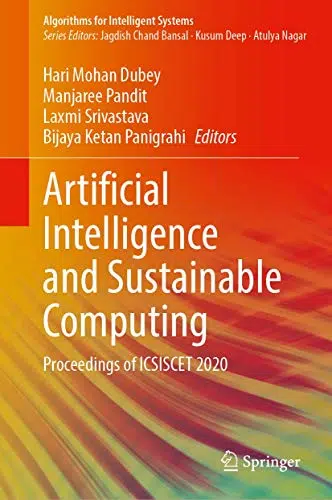 Algorithms for Intelligent Systems
Series Editors: Jagdish Chand Bansal · Kusum Deep · Atulya Nagar
Hari Mohan Dubey
Manjaree Pandit
Laxmi Srivastava
Bijaya Ketan Panigrahi Editors
Artificial
Intelligence
and Sustainable
Computing
Proceedings of ICSISCET 2020
Springer